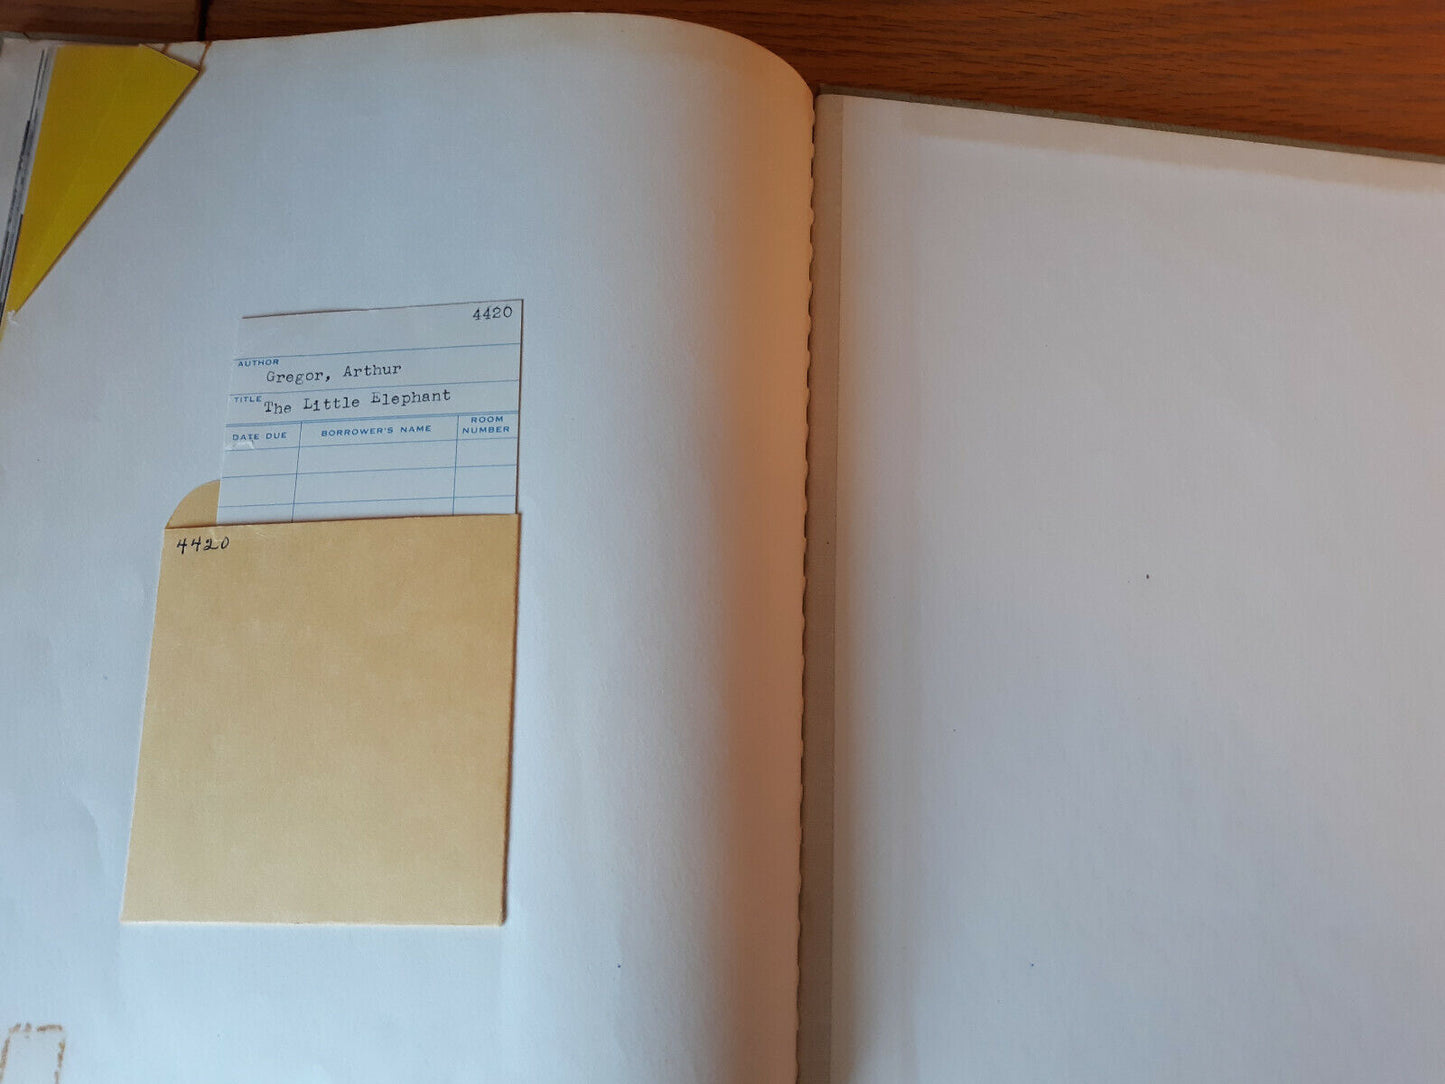 4420
AUTHOR
Gregor, Arthur
TITLE
The Little Elephant
DATE DUE BORROWER'S NAME ROOM NUMBER
4420